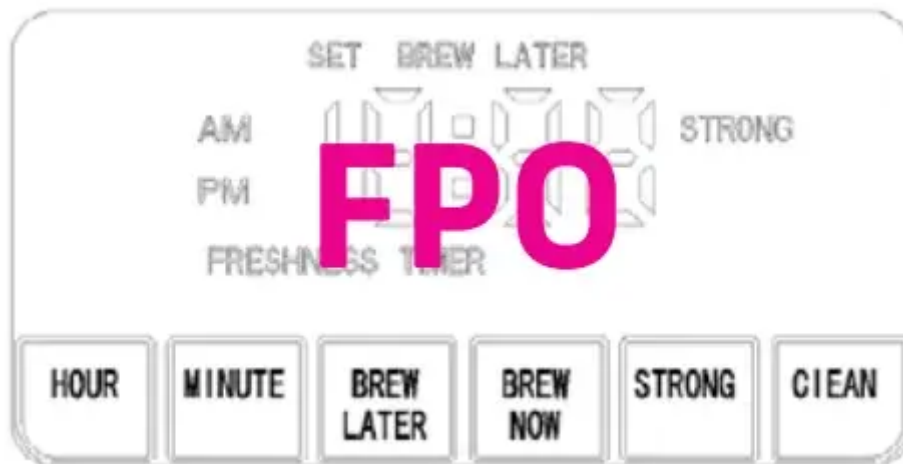 SET BREW LATER
AM
STRONG
FPO
PM
FRESHNESS TIMER
HOUR
MINUTE
BREW
LATER
BREW
NOW
STRONG
CIEAN